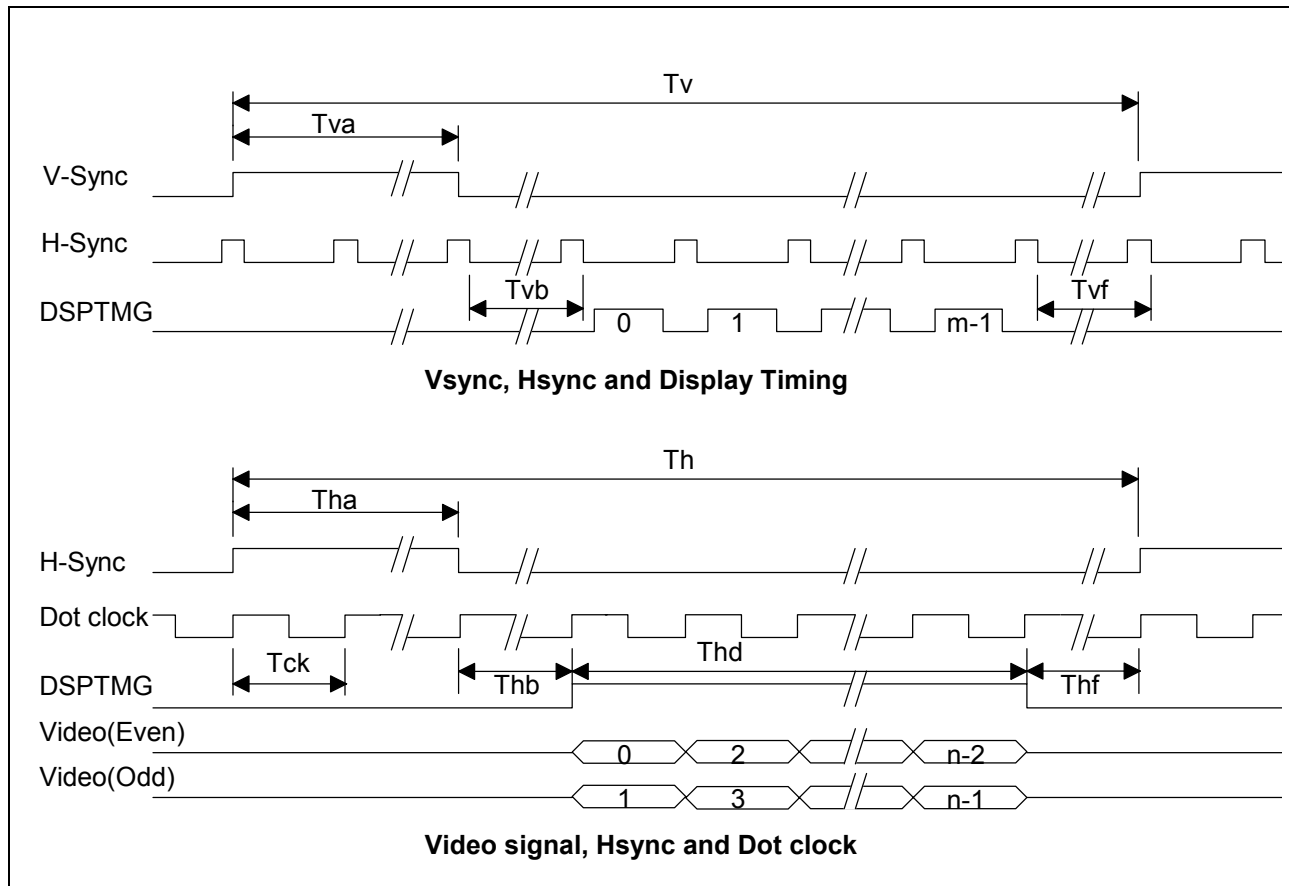 Tv
Tva
V-Sync
H-Sync
Tvb
Tvf
DSPTMG
0 1 m-1
Vsync, Hsync and Display Timing
Th
Tha
H-Sync
Dot clock
Tck
Thb
Thd
Thf
DSPTMG
Video(Even)
0 2 n-2
Video(Odd)
1 3 n-1
Video signal, Hsync and Dot clock